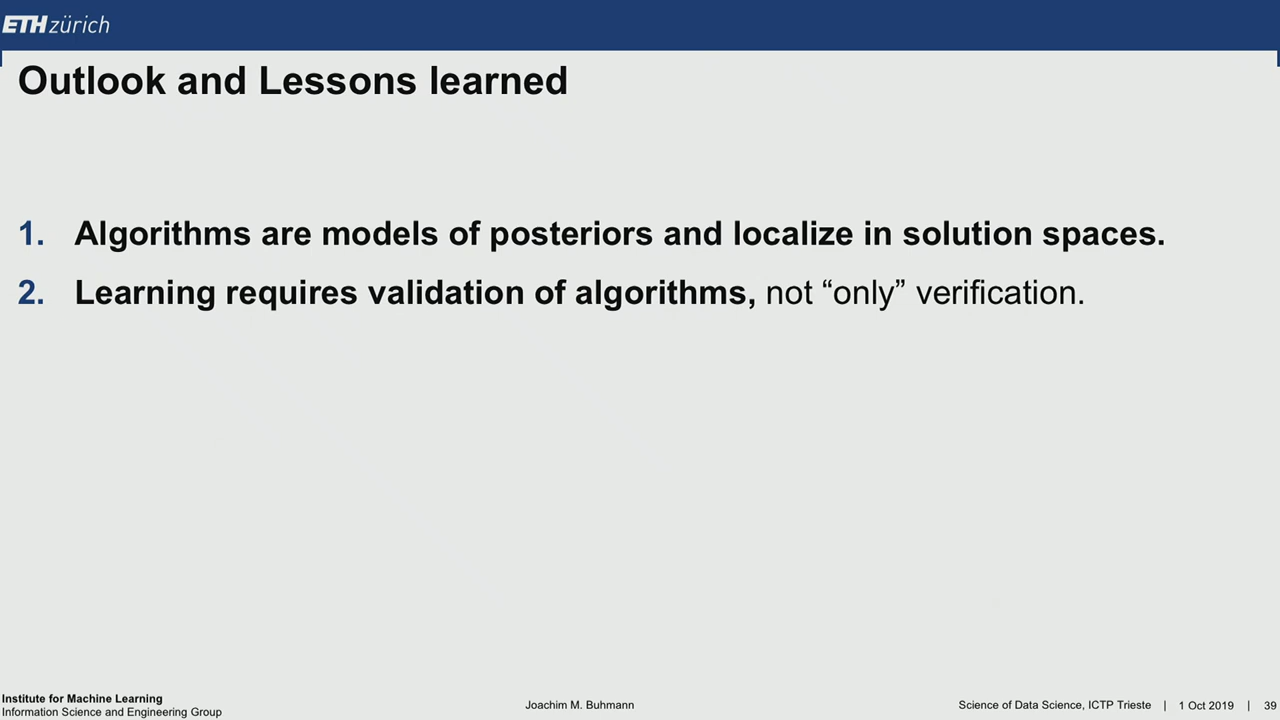 ETH zürich
Outlook and Lessons learned
1. Algorithms are models of posteriors and localize in solution spaces.
2. Learning requires validation of algorithms, not “only” verification.
Institute for Machine Learning
Information Science and Engineering Group
Joachim M. Buhmann
Science of Data Science, ICTP Trieste | 1 Oct 2019 | 39